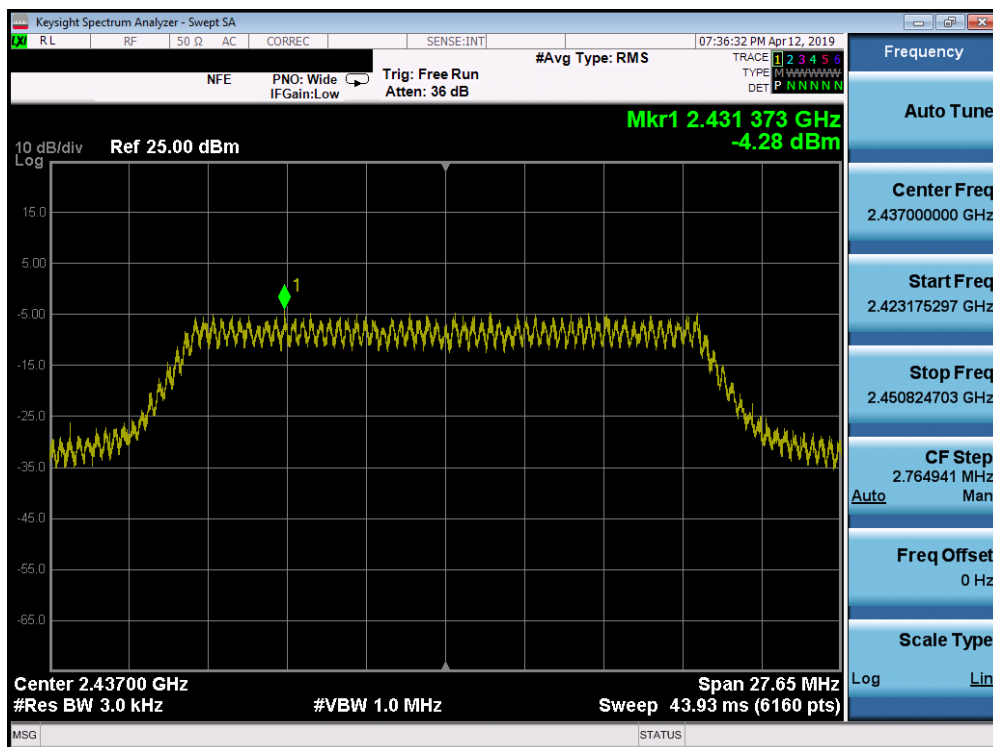 Keysight Spectrum Analyzer - Swept SA
LXI RL RF 50 Ω AC CORREC SENSE:INT 07:36:32 PM Apr 12, 2019
#Avg Type: RMS TRACE 1 2 3 4 5 6
NFE PNO: Wide Trig: Free Run TYPE M WWWWW
IFGain:Low Atten: 36 dB DET P N N N N N
Mkr1 2.431 373 GHz
-4.28 dBm
10 dB/div Ref 25.00 dBm
Log
15.0
5.00
1
-5.00
-15.0
-25.0
-35.0
-45.0
-55.0
-65.0
Center 2.43700 GHz Span 27.65 MHz
#Res BW 3.0 kHz #VBW 1.0 MHz Sweep 43.93 ms (6160 pts)
MSG STATUS
Frequency
Auto Tune
Center Freq
2.437000000 GHz
Start Freq
2.423175297 GHz
Stop Freq
2.450824703 GHz
CF Step
2.764941 MHz
Auto Man
Freq Offset
0 Hz
Scale Type
Log Lin